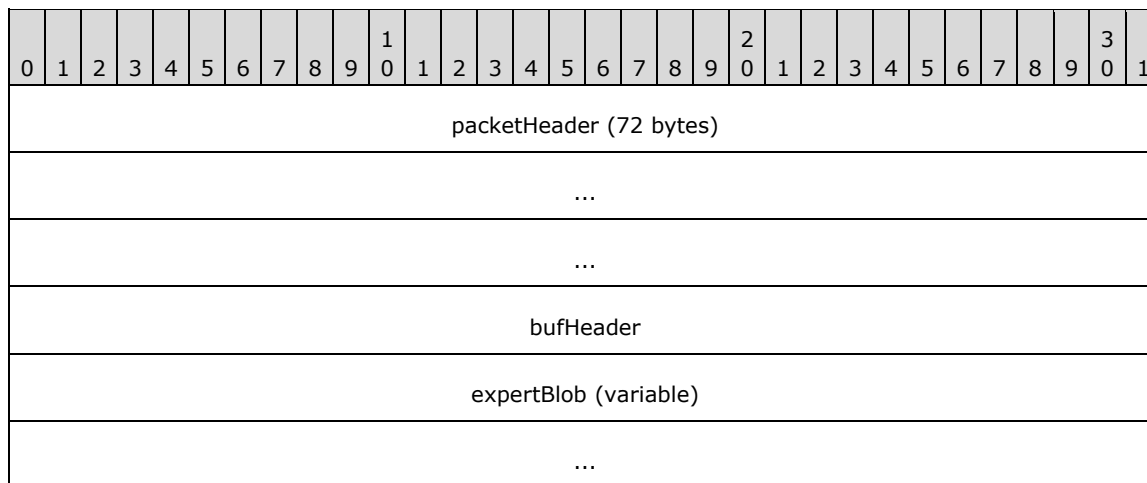 1 2 3
0 1 2 3 4 5 6 7 8 9 0 1 2 3 4 5 6 7 8 9 0 1 2 3 4 5 6 7 8 9 0 1
packetHeader (72 bytes)
...
...
bufHeader
expertBlob (variable)
...